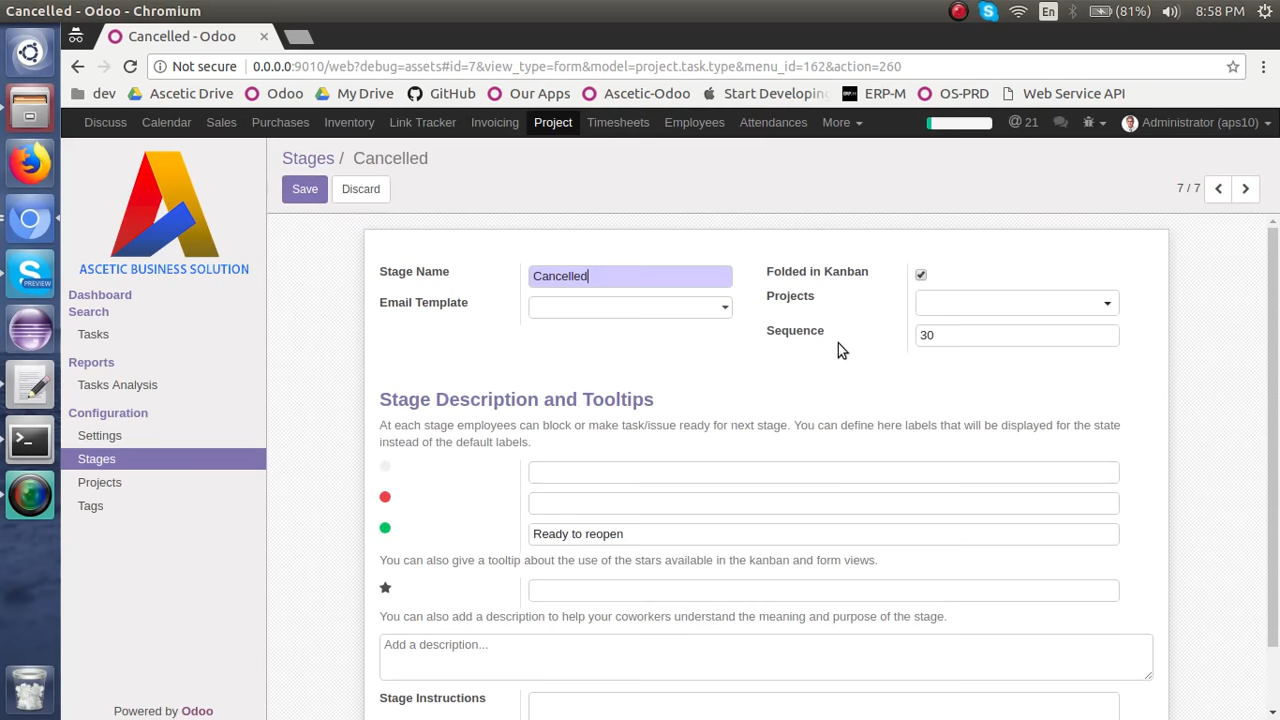 Cancelled - Odoo - Chromium
En
(81%)
8:58 PM
Cancelled - Odoo
Not secure
0.0.0.0:9010/web?debug=assets#id=7&view_type=form&model=project.task.type&menu_id=162&action=260
dev
Ascetic Drive
Odoo
My Drive
GitHub
Our Apps
Ascetic-Odoo
Start Developin
ERP-M
OS-PRD
Web Service API
Discuss
Calendar
Sales
Purchases
Inventory
Link Tracker
Invoicing
Project
Timesheets
Employees
Attendances
More
@ 21
Administrator (aps10)
ASCETIC BUSINESS SOLUTION
Dashboard
Search
Tasks
Reports
Tasks Analysis
Configuration
Settings
Stages
Projects
Tags
Powered by Odoo
Stages / Cancelled
Save
Discard
7 / 7
Stage Name
Cancelled
Email Template
Folded in Kanban
Projects
Sequence
30
Stage Description and Tooltips
At each stage employees can block or make task/issue ready for next stage. You can define here labels that will be displayed for the state
instead of the default labels.
Ready to reopen
You can also give a tooltip about the use of the stars available in the kanban and form views.
You can also add a description to help your coworkers understand the meaning and purpose of the stage.
Add a description...
Stage Instructions